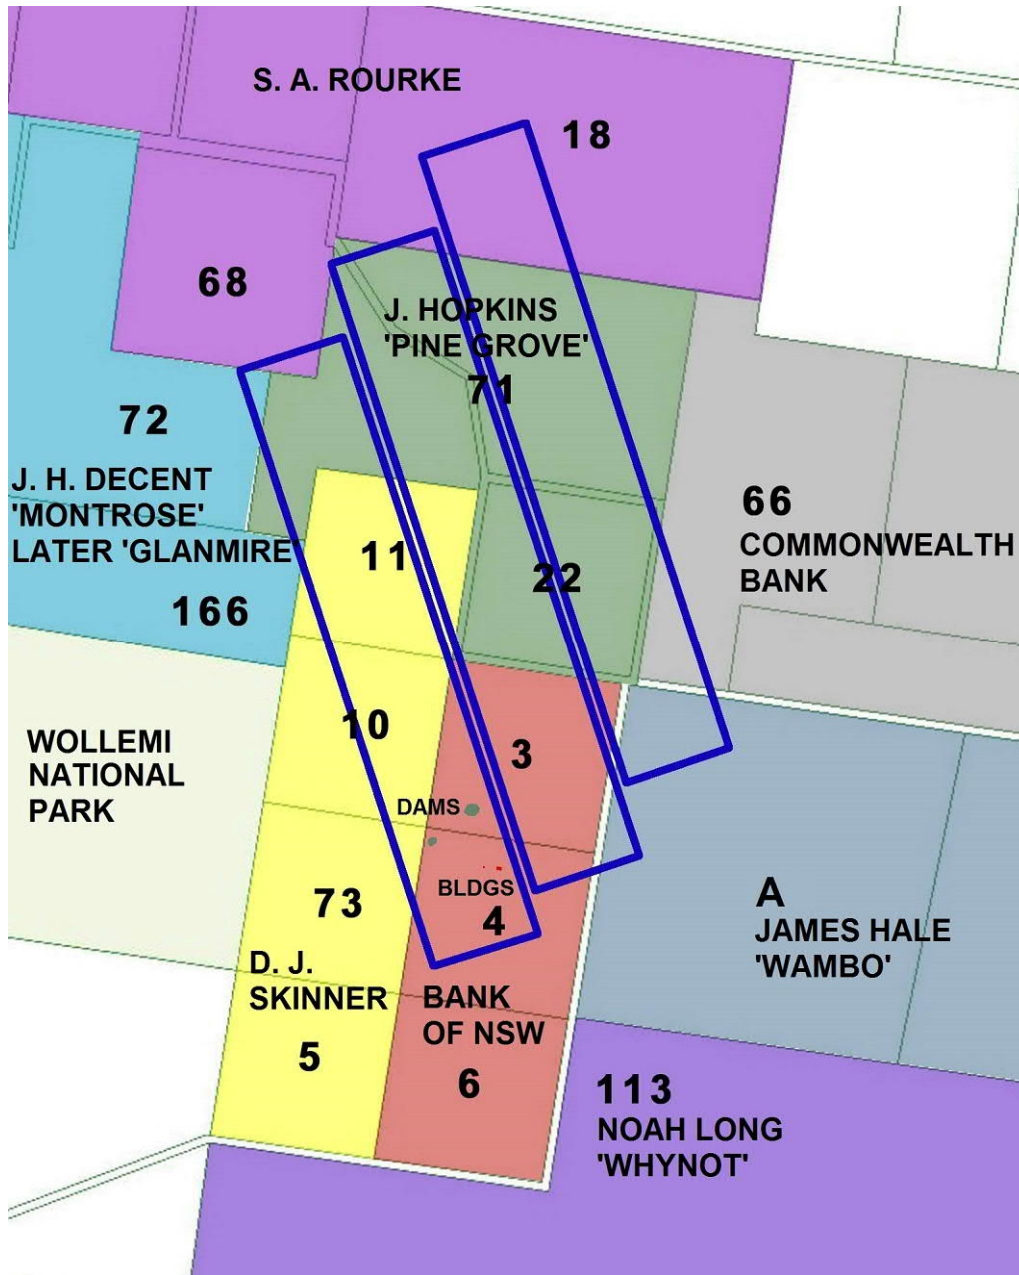 S. A. ROURKE
18
68
J. HOPKINS
'PINE GROVE'
71
72
J. H. DECENT
'MONTROSE'
LATER 'GLANMIRE'
66
COMMONWEALTH
BANK
11
22
166
10
3
WOLLEMI
NATIONAL
PARK
DAMS
BLDGS
73
4
A
JAMES HALE
'WAMBO'
D. J.
SKINNER
BANK
OF NSW
5
6
113
NOAH LONG
'WHYNOT'